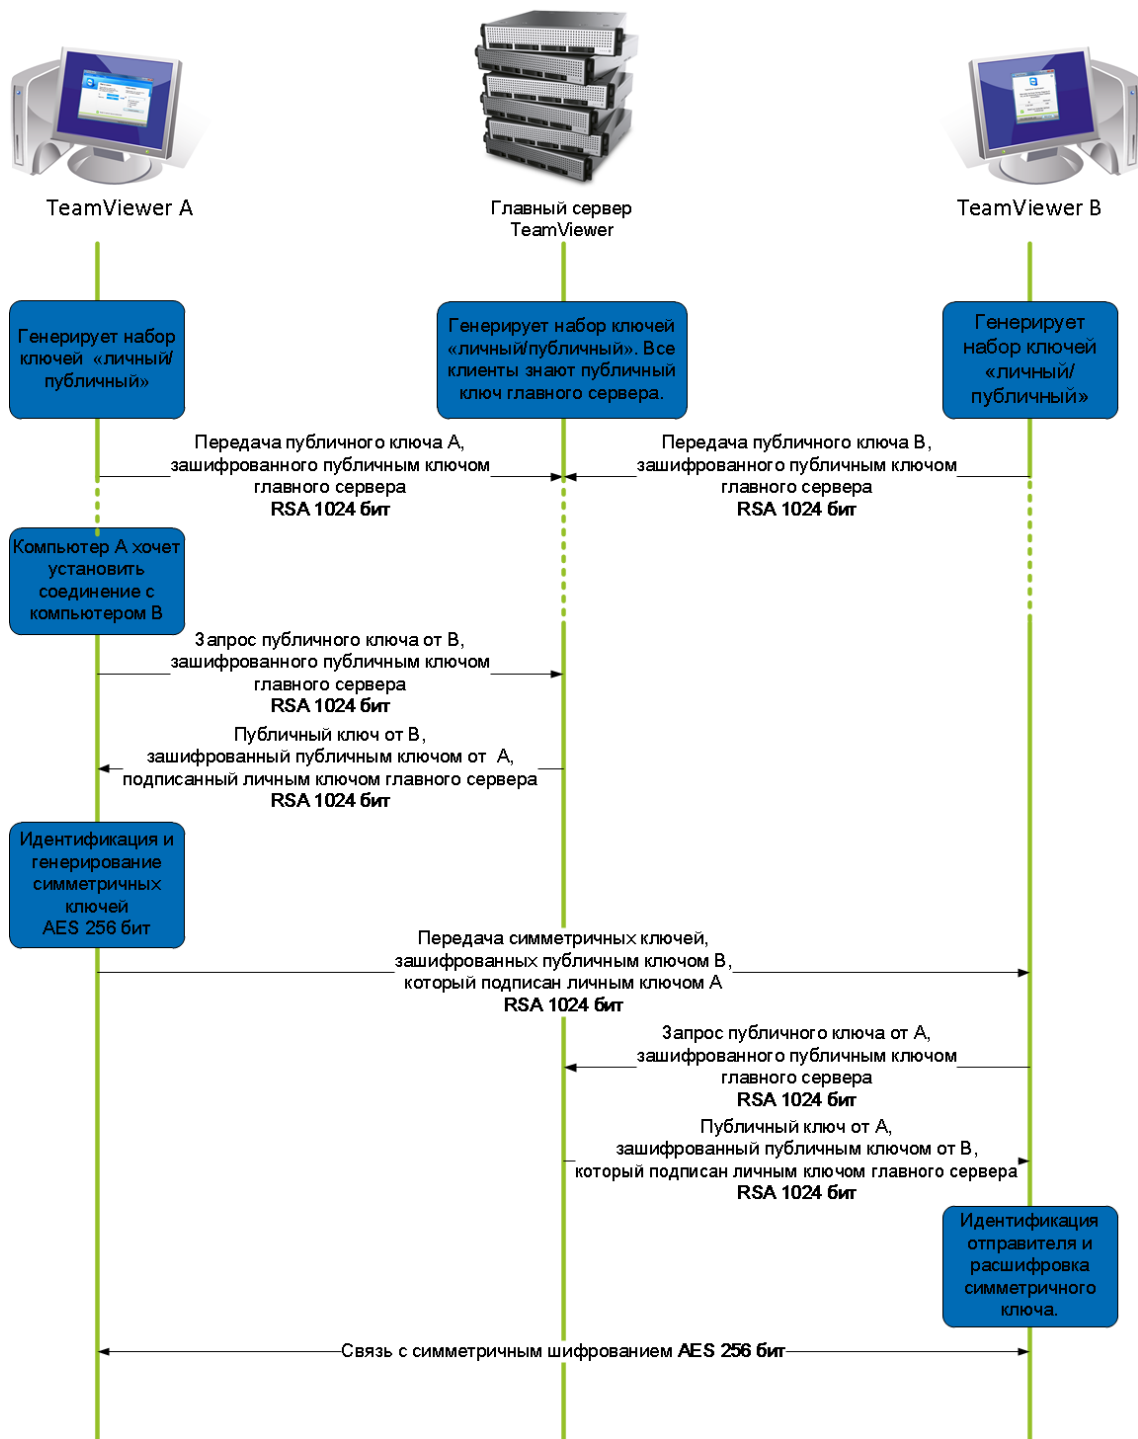 TeamViewer A
Главный сервер
TeamViewer
TeamViewer B
Генерирует набор
ключей «личный/
публичный»
Генерирует набор ключей
«личный/публичный». Все
клиенты знают публичный
ключ главного сервера.
Генерирует
набор ключей
«личный/
публичный»
Передача публичного ключа A,
зашифрованного публичным ключом
главного сервера
RSA 1024 бит
Передача публичного ключа B,
зашифрованного публичным ключом
главного сервера
RSA 1024 бит
Компьютер A хочет
установить
соединение с
компьютером B
Запрос публичного ключа от B,
зашифрованного публичным ключом
главного сервера
RSA 1024 бит
Публичный ключ от B,
зашифрованный публичным ключом от A,
подписанный личным ключом главного сервера
RSA 1024 бит
Идентификация и
генерирование
симметричных
ключей
AES 256 бит
Передача симметричных ключей,
зашифрованных публичным ключом B,
который подписан личным ключом A
RSA 1024 бит
Запрос публичного ключа от A,
зашифрованного публичным ключом
главного сервера
RSA 1024 бит
Публичный ключ от A,
зашифрованный публичным ключом от B,
который подписан личным ключом главного сервера
RSA 1024 бит
Идентификация
отправителя и
расшифровка
симметричного
ключа.
Связь с симметричным шифрованием AES 256 бит